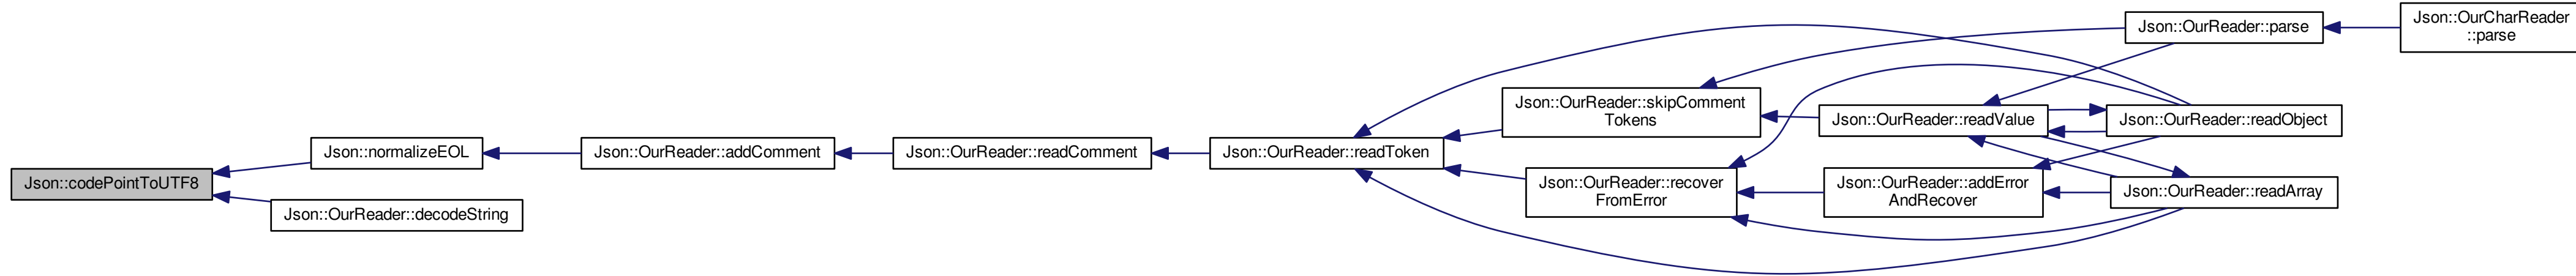 Json::codePointToUTF8
Json::normalizeEOL
Json::OurReader::decodeString
Json::OurReader::addComment
Json::OurReader::readComment
Json::OurReader::readToken
Json::OurReader::skipComment
Tokens
Json::OurReader::recover
FromError
Json::OurReader::readValue
Json::OurReader::addError
AndRecover
Json::OurReader::parse
Json::OurReader::readObject
Json::OurReader::readArray
Json::OurCharReader
::parse